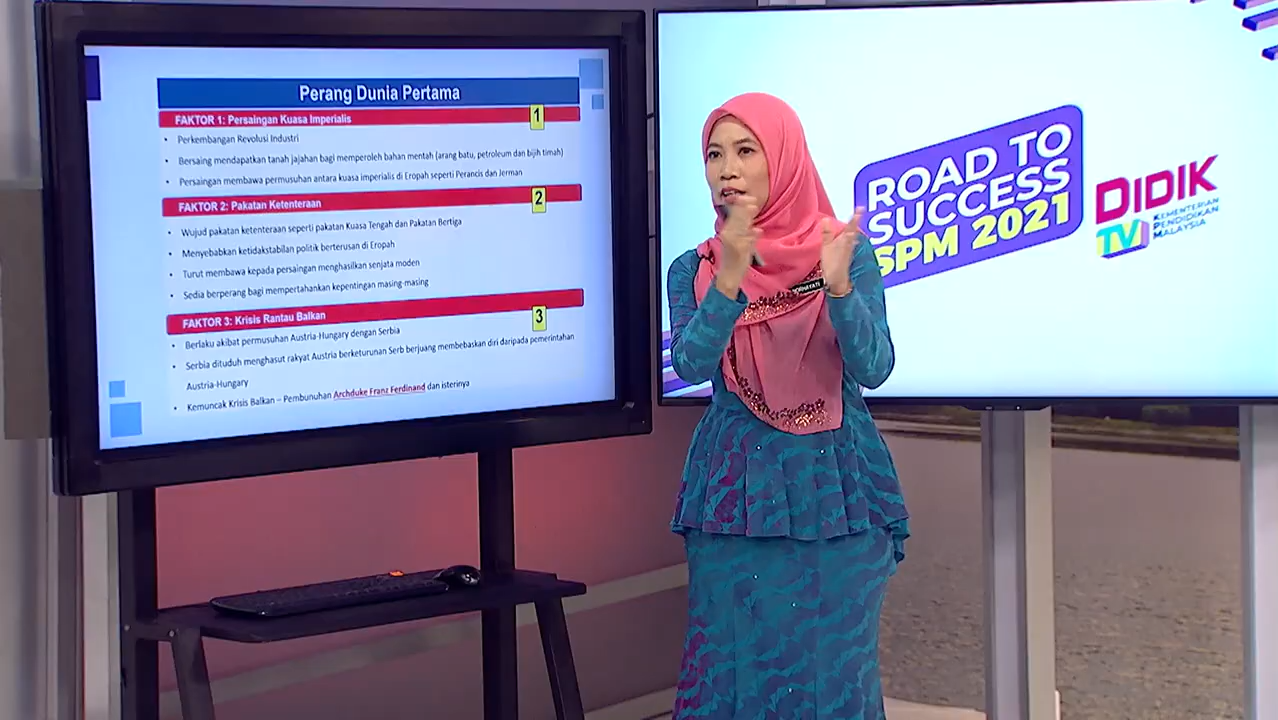 Perang Dunia Pertama
FAKTOR 1: Persaingan Kuasa Imperialis
1
• Perkembangan Revolusi Industri
• Bersaing mendapatkan tanah jajahan bagi memperoleh bahan mentah (arang batu, petroleum dan bijih timah)
• Persaingan membawa permusuhan antara kuasa imperialis di Eropah seperti Perancis dan Jerman
FAKTOR 2: Pakatan Ketenteraan
2
• Wujud pakatan ketenteraan seperti pakatan Kuasa Tengah dan Pakatan Bertiga
• Menyebabkan ketidakstabilan politik berterusan di Eropah
• Turut membawa kepada persaingan menghasilkan senjata moden
• Sedia berperang bagi mempertahankan kepentingan masing-masing
FAKTOR 3: Krisis Rantau Balkan
3
• Berlaku akibat permusuhan Austria-Hungary dengan Serbia
• Serbia dituduh menghasut rakyat Austria berketurunan Serb berjuang membebaskan diri daripada pemerintahan
Austria-Hungary
• Kemuncak Krisis Balkan – Pembunuhan Archduke Franz Ferdinand dan isterinya
ROAD TO
SUCCESS
SPM 2021
DIDIK
TV
KEMENTERIAN
PENDIDIKAN
MALAYSIA